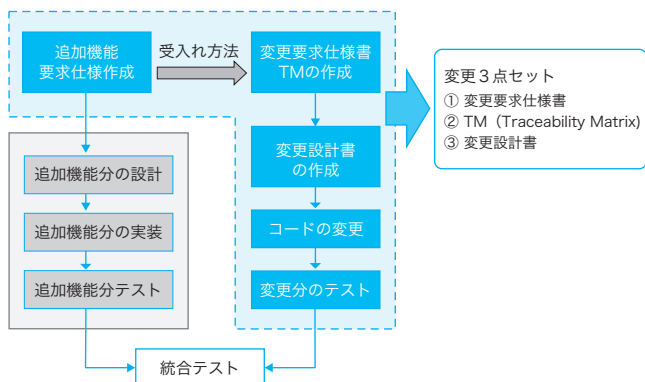 追加機能
要求仕様作成
受入れ方法
変更要求仕様書
TMの作成
変更3点セット
① 変更要求仕様書
② TM（Traceability Matrix）
③ 変更設計書
変更設計書
の作成
追加機能分の設計
コードの変更
追加機能分の実装
変更分のテスト
追加機能分テスト
統合テスト